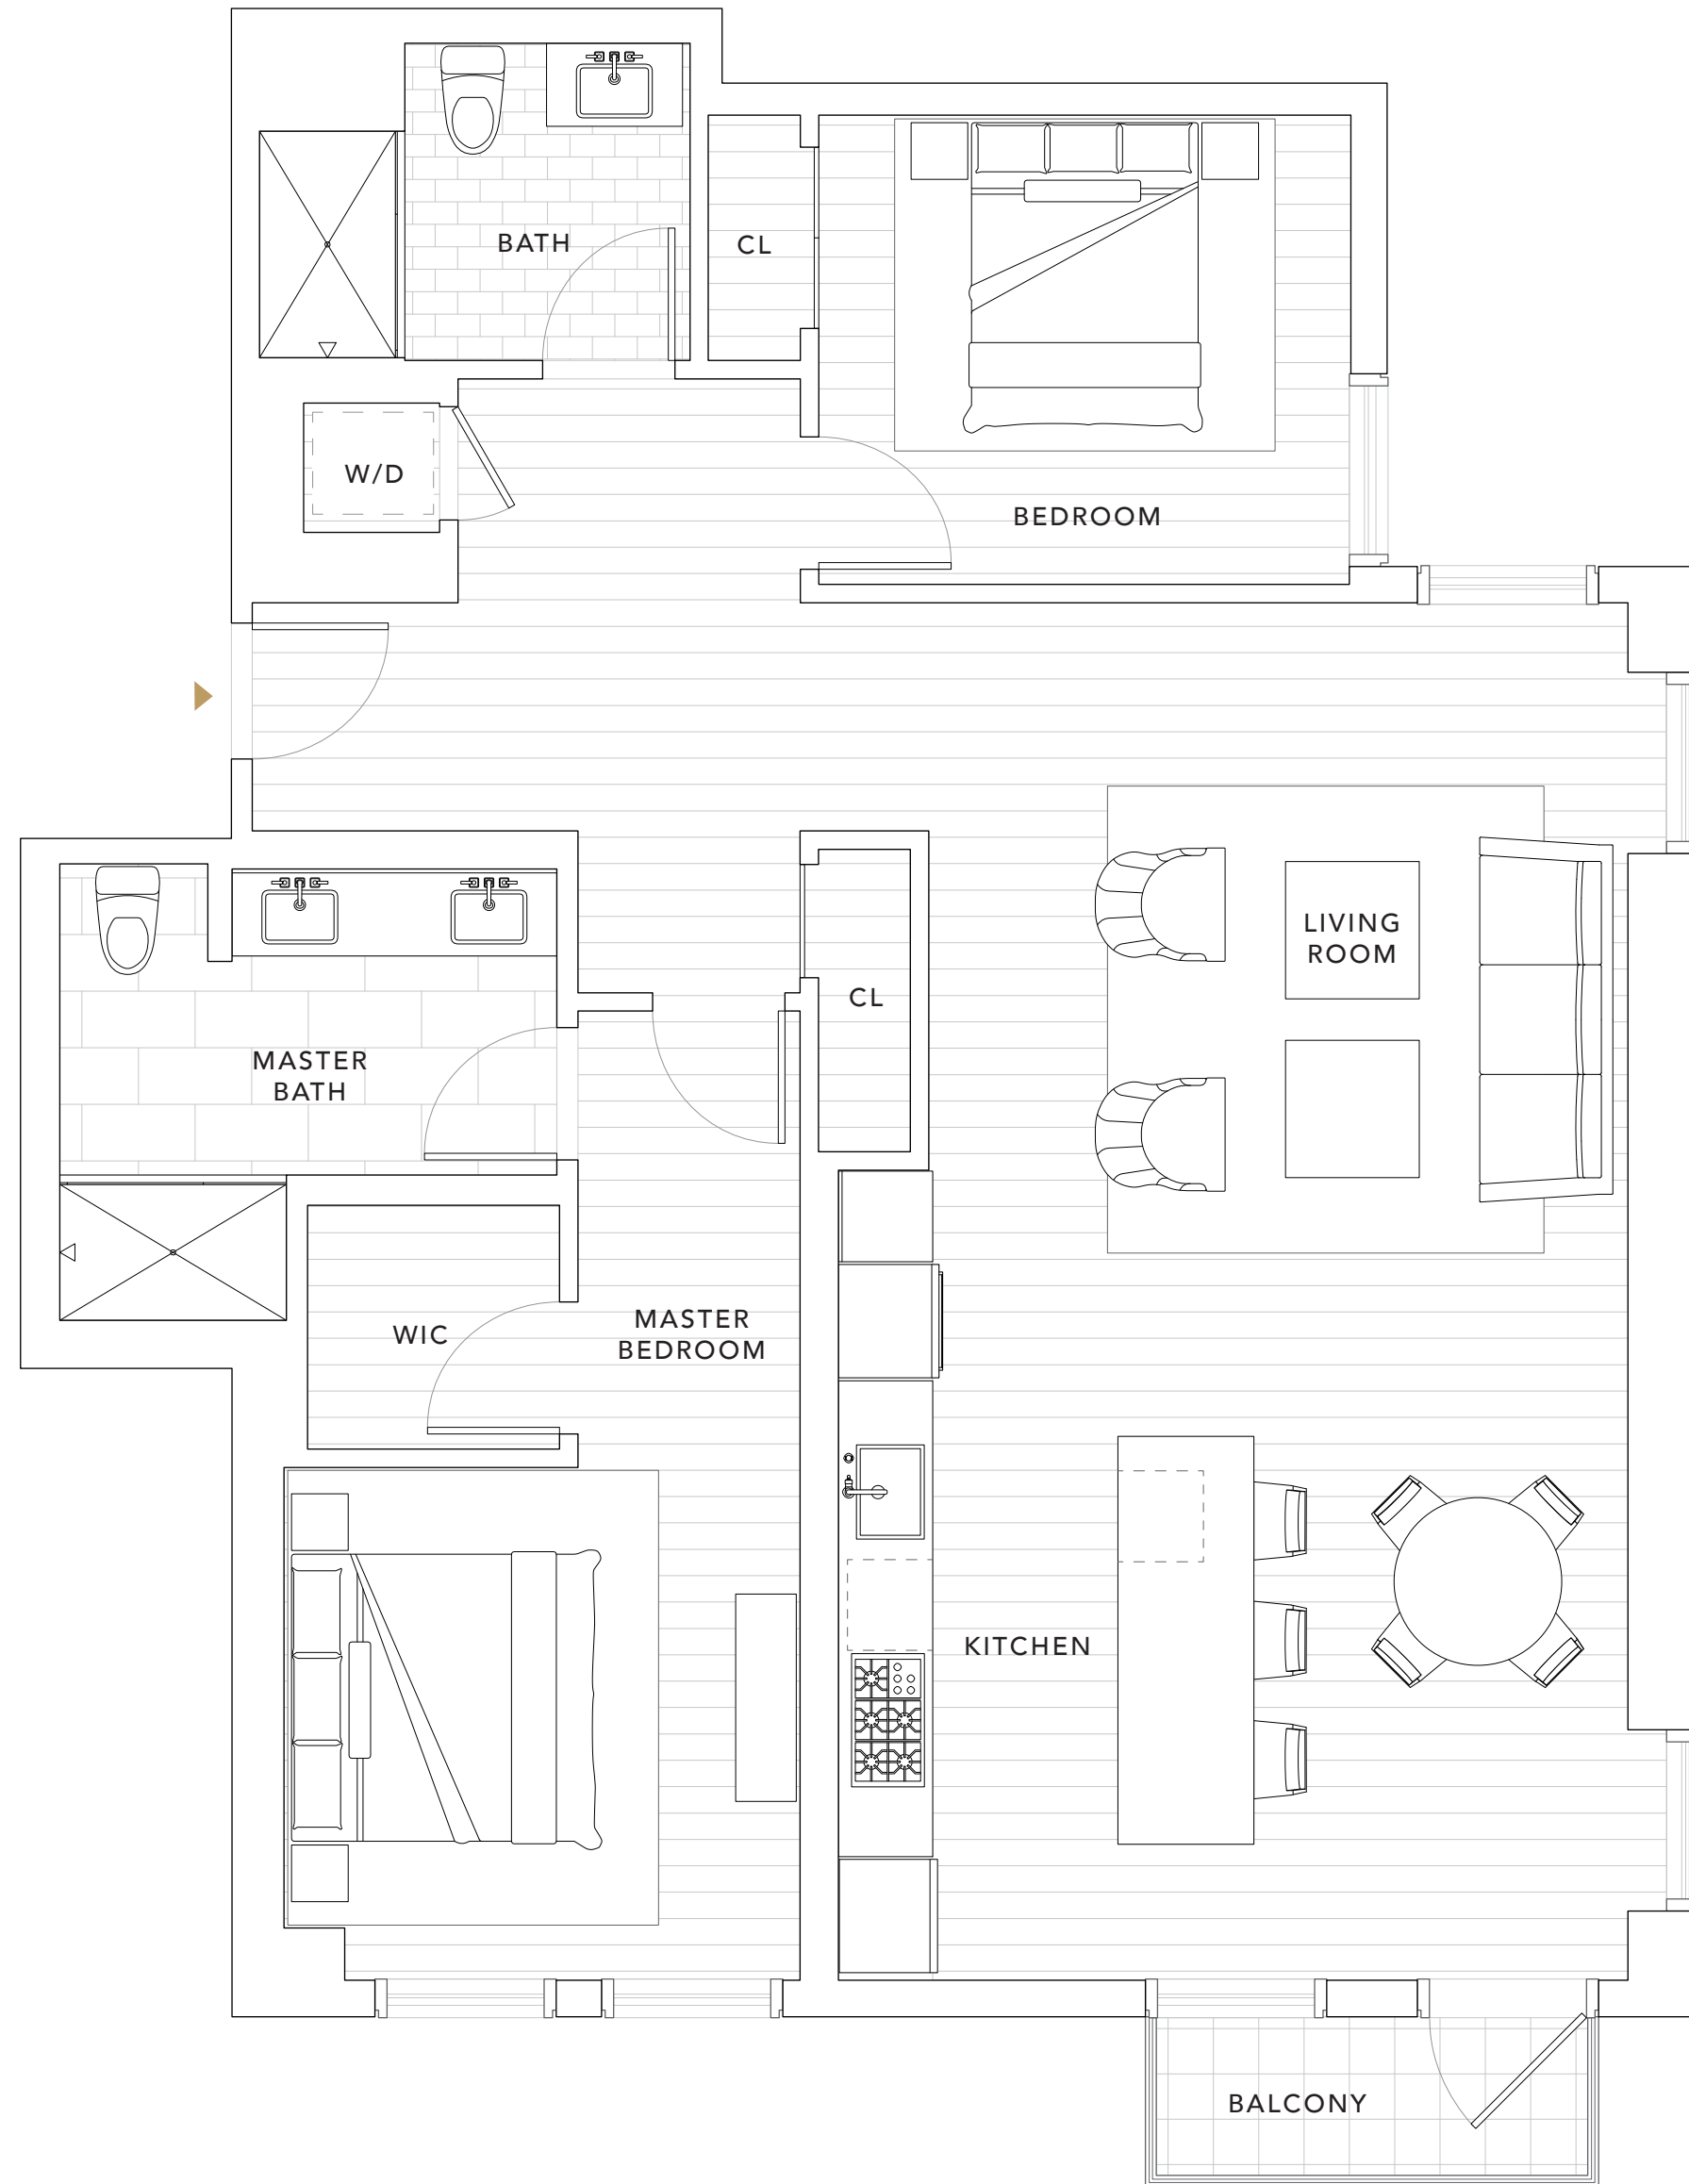 BATH
CL
W/D
BEDROOM
LIVING
ROOM
CL
MASTER
BATH
WIC
MASTER
BEDROOM
KITCHEN
BALCONY